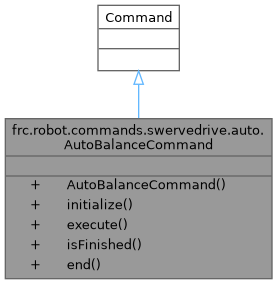 Command
frc.robot.commands.swervedrive.auto.
AutoBalanceCommand
+ AutoBalanceCommand()
+ initialize()
+ execute()
+ isFinished()
+ end()